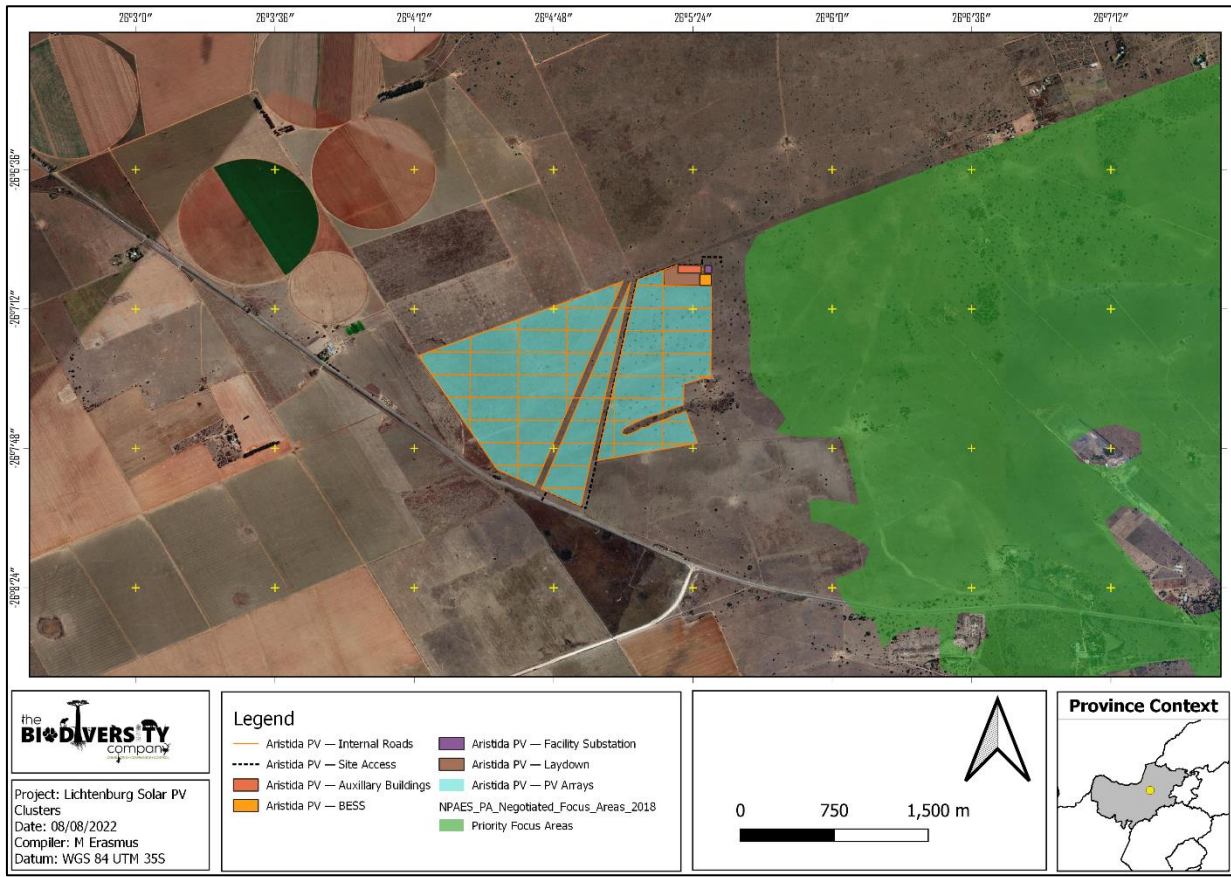 26°3'0" 26°3'36" 26°4'12" 26°4'48" 26°5'24" 26°6'0" 26°6'36" 26°7'12"
-26°6'36"
-26°7'12"
-26°7'48"
-26°8'24"
the
BIODIVERSITY
company
Project: Lichtenburg Solar PV
Clusters
Date: 08/08/2022
Compiler: M Erasmus
Datum: WGS 84 UTM 35S
Legend
Aristida PV — Internal Roads
Aristida PV — Site Access
Aristida PV — Auxillary Buildings
Aristida PV — BESS
Aristida PV — Facility Substation
Aristida PV — Laydown
Aristida PV — PV Arrays
NPAES_PA_Negotiated_Focus_Areas_2018
Priority Focus Areas
0 750 1,500 m
Province Context